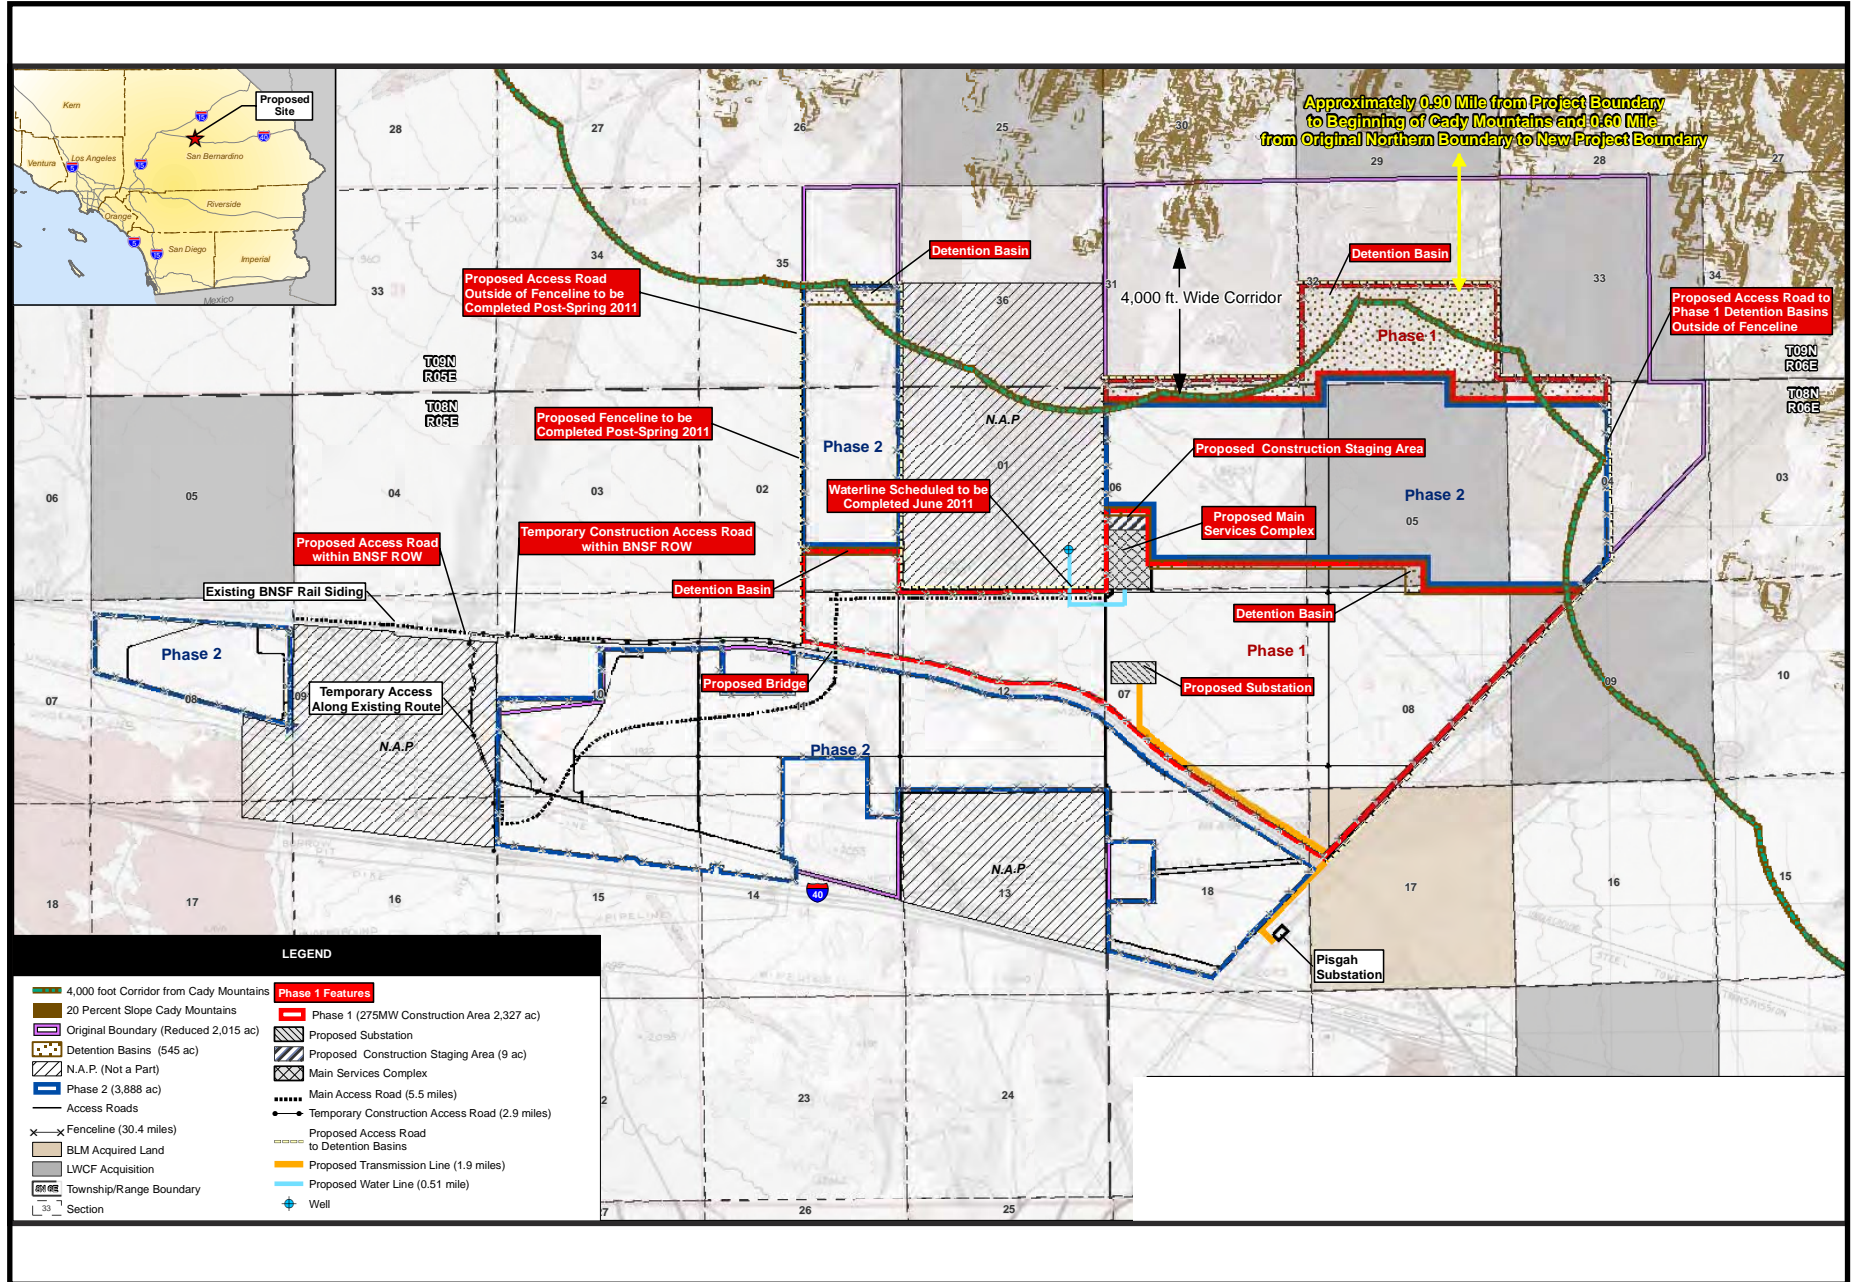 Kern
Proposed
Site
15
40
San Bernardino
Ventura
Los Angeles
5
15
Orange
Riverside
5
15
San Diego
Imperial
Mexico
Approximately 0.90 Mile from Project Boundary
to Beginning of Cady Mountains and 0.60 Mile
from Original Northern Boundary to New Project Boundary
28
27
26
25
30
29
28
27
33
34
35
36
31
32
33
34
Detention Basin
Detention Basin
Proposed Access Road
Outside of Fenceline to be
Completed Post-Spring 2011
4,000 ft. Wide Corridor
Proposed Access Road to
Phase 1 Detention Basins
Outside of Fenceline
Phase 1
T09N
R05E
T08N
R05E
T09N
R06E
T08N
R06E
Proposed Fenceline to be
Completed Post-Spring 2011
N.A.P
Phase 2
Proposed Construction Staging Area
06
05
04
03
02
01
06
05
04
03
Waterline Scheduled to be
Completed June 2011
Phase 2
Proposed Main
Services Complex
Proposed Access Road
within BNSF ROW
Temporary Construction Access Road
within BNSF ROW
Existing BNSF Rail Siding
Detention Basin
Detention Basin
Phase 2
Phase 1
Proposed Bridge
Proposed Substation
07
08
09
10
11
12
07
08
09
10
Temporary Access
Along Existing Route
N.A.P
Phase 2
N.A.P
18
17
16
15
14
13
18
17
16
15
40
Pisgah
Substation
23
24
26
25
LEGEND
4,000 foot Corridor from Cady Mountains
20 Percent Slope Cady Mountains
Original Boundary (Reduced 2,015 ac)
Detention Basins (545 ac)
N.A.P. (Not a Part)
Phase 2 (3,888 ac)
Access Roads
Fenceline (30.4 miles)
BLM Acquired Land
LWCF Acquisition
Township/Range Boundary
33 Section
Phase 1 Features
Phase 1 (275MW Construction Area 2,327 ac)
Proposed Substation
Proposed Construction Staging Area (9 ac)
Main Services Complex
Main Access Road (5.5 miles)
Temporary Construction Access Road (2.9 miles)
Proposed Access Road
to Detention Basins
Proposed Transmission Line (1.9 miles)
Proposed Water Line (0.51 mile)
Well